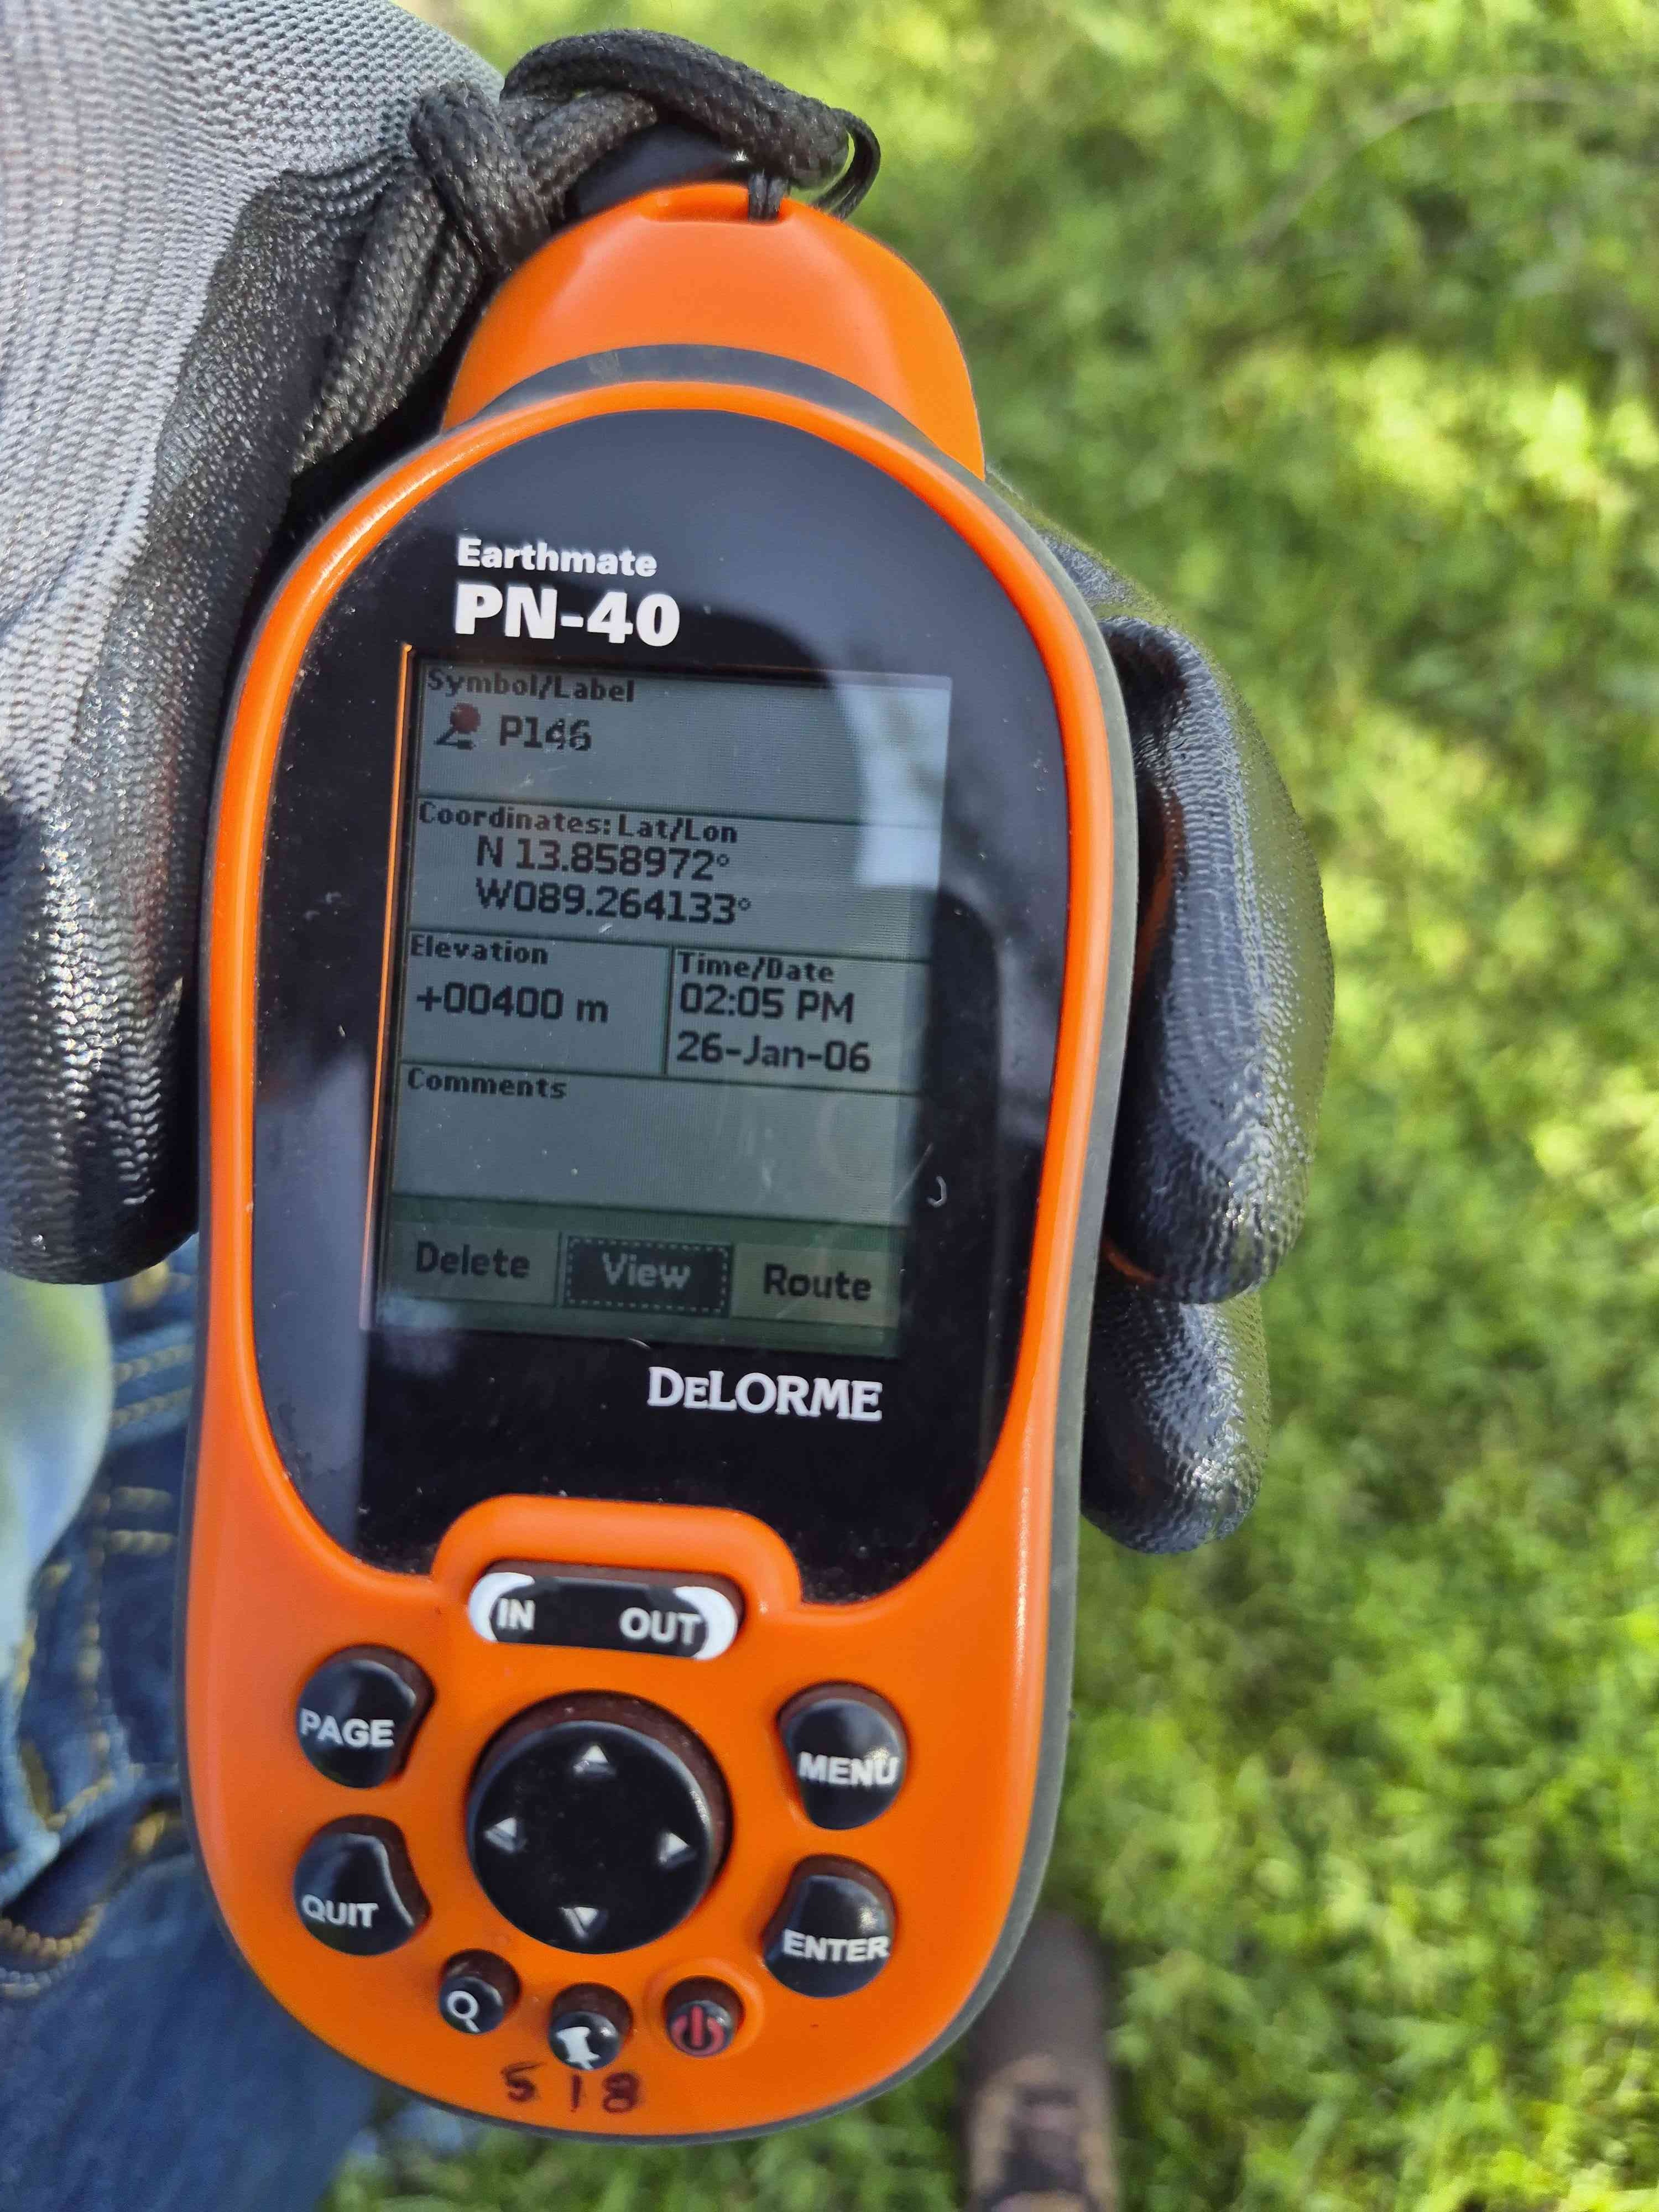 Earthmate
PN-40
Symbol/Label
P146
Coordinates: Lat/Lon
N 13.858972°
W089.264133°
Elevation
+00400 m
Time/Date
02:05 PM
26-Jan-06
Comments
Delete View Route
DELORME
IN OUT
PAGE
MENU
QUIT
ENTER
518